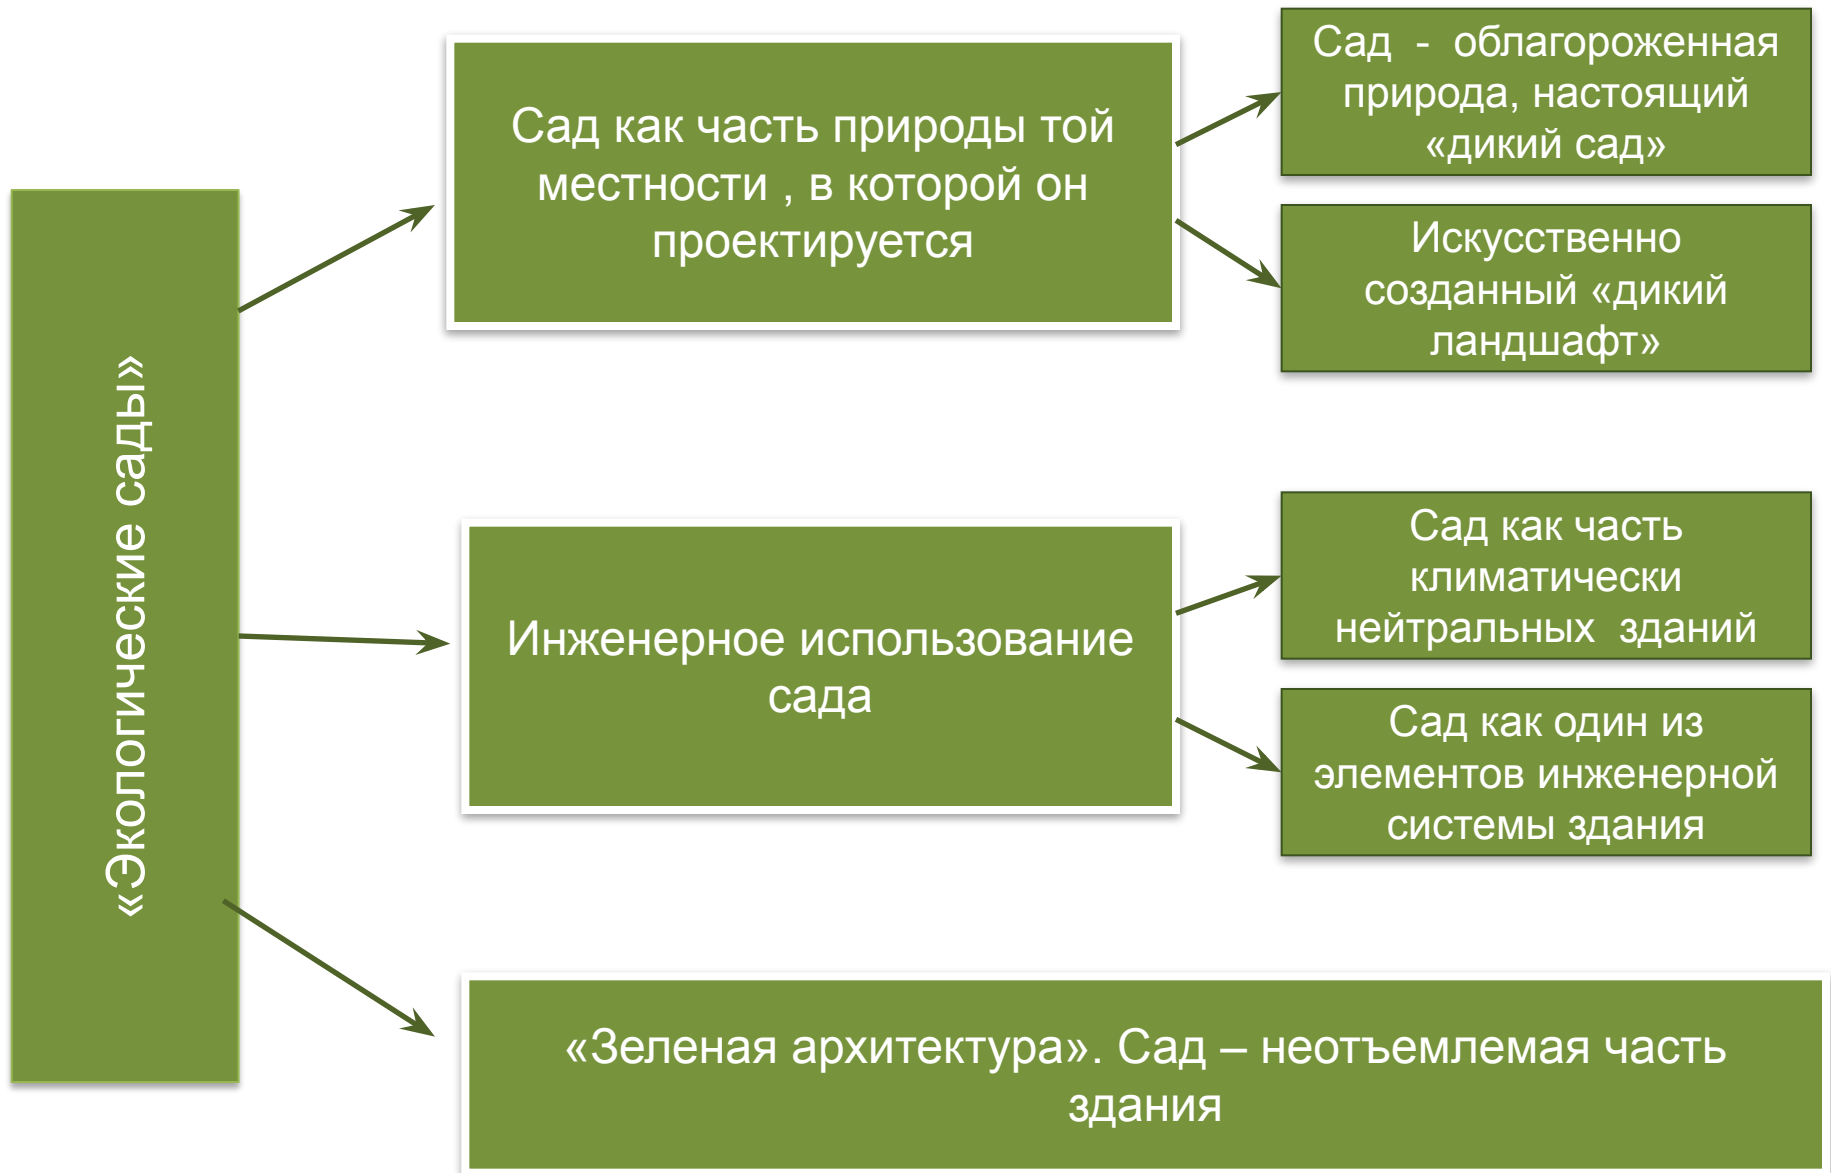 «Экологические сады»
Сад как часть природы той
местности , в которой он
проектируется
Сад - облагороженная
природа, настоящий
«дикий сад»
Искусственно
созданный «дикий
ландшафт»
Инженерное использование
сада
Сад как часть
климатически
нейтральных зданий
Сад как один из
элементов инженерной
системы здания
«Зеленая архитектура». Сад – неотъемлемая часть
здания